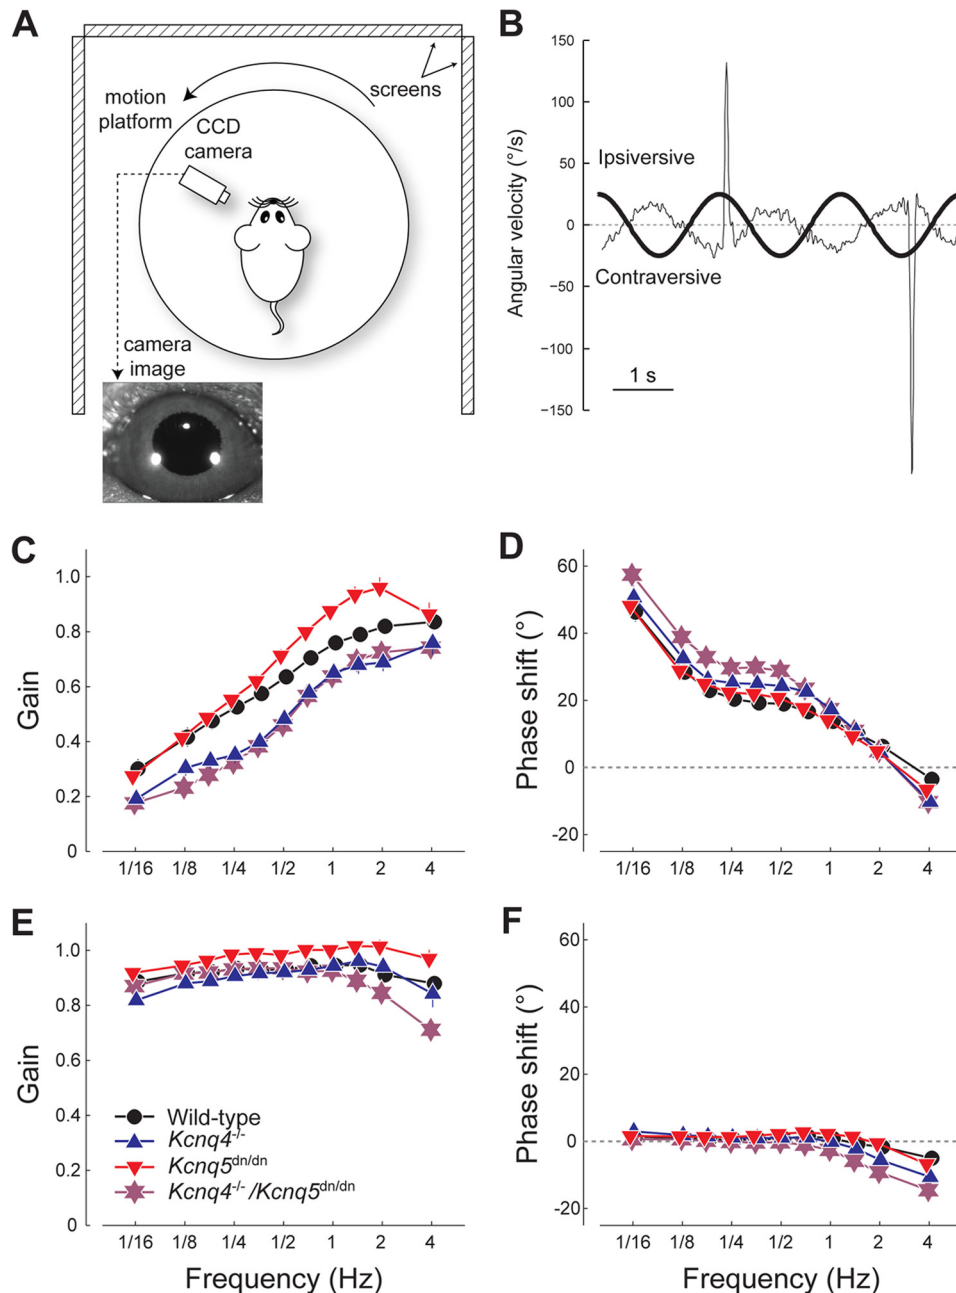 A
screens
motion
platform
CCD
camera
camera
image
B
Angular velocity (°/s)
150
100
50
0
−50
−100
−150
Ipsiversive
Contraversive
1 s
C
Gain
1.0
0.8
0.6
0.4
0.2
0
1/16 1/8 1/4 1/2 1 2 4
D
Phase shift (°)
60
40
20
0
-20
1/16 1/8 1/4 1/2 1 2 4
E
Gain
1.0
0.8
0.6
0.4
0.2
0
Wild-type
Kcnq4-/-
Kcnq5dn/dn
Kcnq4-/- /Kcnq5dn/dn
1/16 1/8 1/4 1/2 1 2 4
Frequency (Hz)
F
Phase shift (°)
60
40
20
0
-20
1/16 1/8 1/4 1/2 1 2 4
Frequency (Hz)